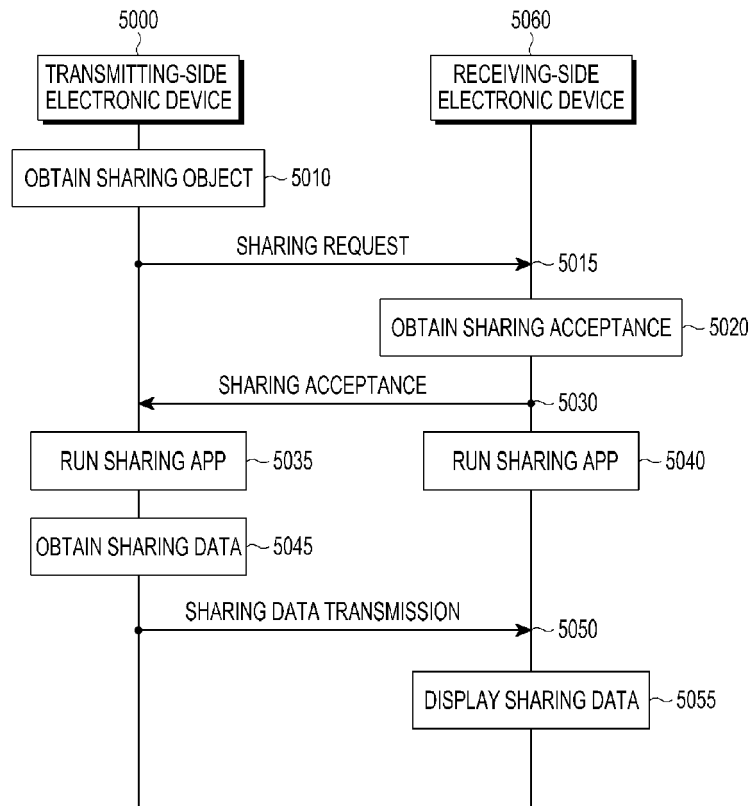 5000
5060
TRANSMITTING-SIDE
ELECTRONIC DEVICE
RECEIVING-SIDE
ELECTRONIC DEVICE
OBTAIN SHARING OBJECT
5010
SHARING REQUEST
5015
OBTAIN SHARING ACCEPTANCE
5020
SHARING ACCEPTANCE
5030
RUN SHARING APP
5035
RUN SHARING APP
5040
OBTAIN SHARING DATA
5045
SHARING DATA TRANSMISSION
5050
DISPLAY SHARING DATA
5055